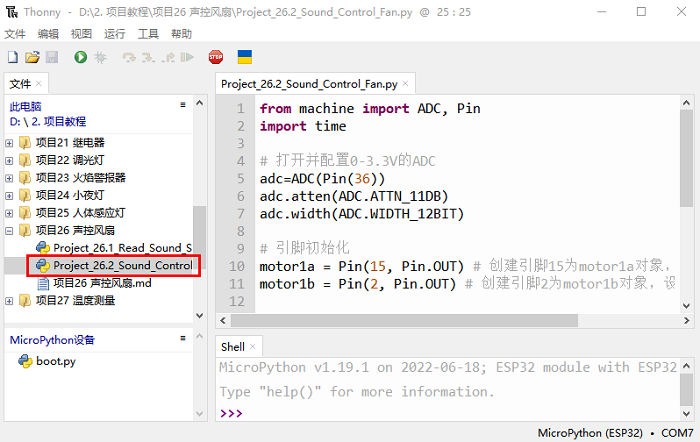 Thonny - D:\2. 项目教程\项目26 声控风扇\Project_26.2_Sound_Control_Fan.py @ 25 : 25
文件 编辑 视图 运行 工具 帮助
STOP
文件 ×
此电脑
D: \ 2. 项目教程
项目21 继电器
项目22 调光灯
项目23 火焰警报器
项目24 小夜灯
项目25 人体感应灯
项目26 声控风扇
Project_26.1_Read_Sound_S
Project_26.2_Sound_Control
项目26 声控风扇.md
项目27 温度测量
MicroPython设备
boot.py
Project_26.2_Sound_Control_Fan.py ×
1 from machine import ADC, Pin
2 import time
3
4 # 打开并配置0-3.3V的ADC
5 adc=ADC(Pin(36))
6 adc.atten(ADC.ATTN_11DB)
7 adc.width(ADC.WIDTH_12BIT)
8
9 # 引脚初始化
10 motor1a = Pin(15, Pin.OUT) # 创建引脚15为motor1a对象,
11 motor1b = Pin(2, Pin.OUT) # 创建引脚2为motor1b对象, 设
12
Shell ×
MicroPython v1.19.1 on 2022-06-18; ESP32 module with ESP32
Type "help()" for more information.
>>>
MicroPython (ESP32) • COM7